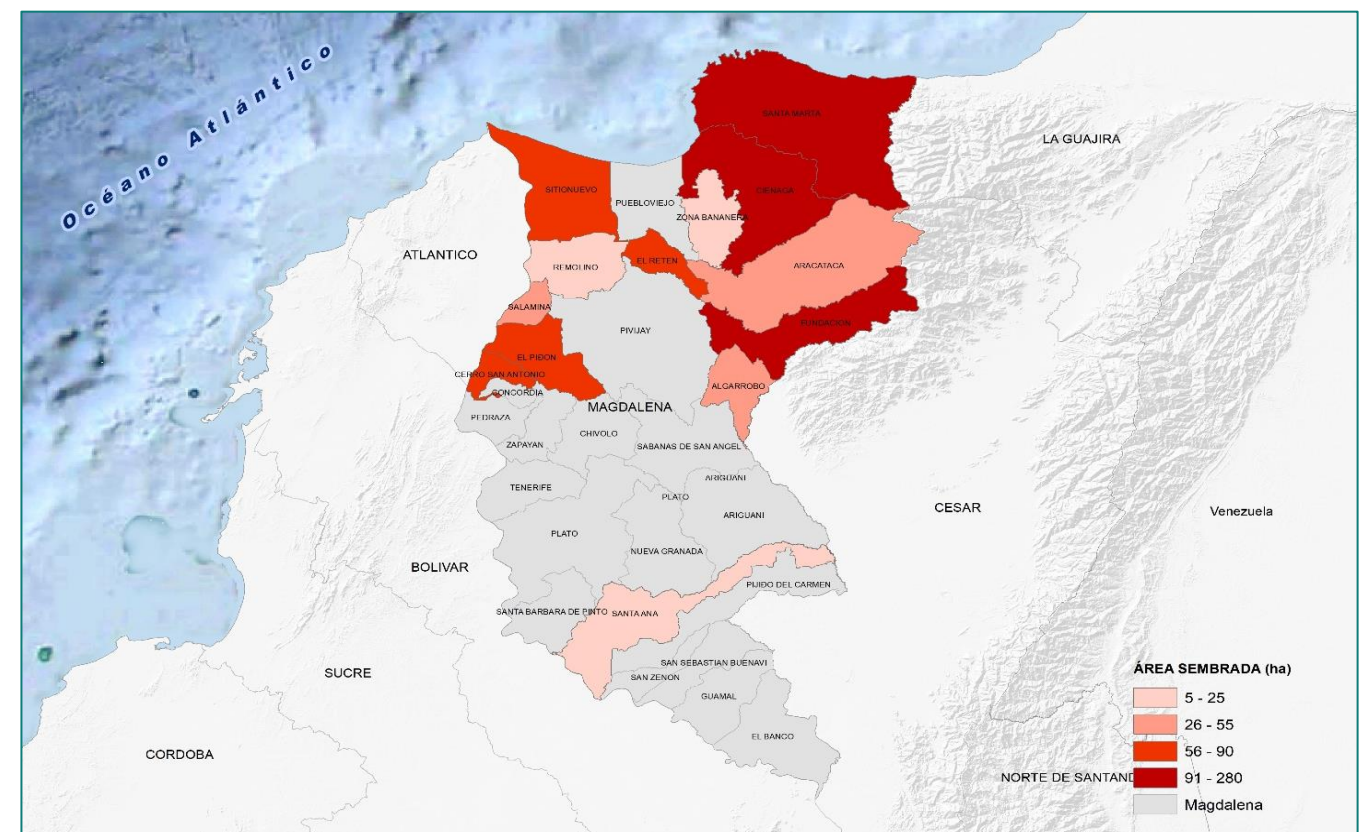 Océano Atlántico
SANTA MARTA
LA GUAJIRA
SITIONUEVO
CIENAGA
PUEBLOVIEJO
ZONA BANANERA
ATLANTICO
EL RETEN
REMOLINO
ARACATACA
SALAMINA
FUNDACION
PIVIJAY
EL PIÐON
CERRO SAN ANTONIO
ALGARROBO
CONCORDIA
MAGDALENA
PEDRAZA
CHIVOLO
ZAPAYAN
SABANAS DE SAN ANGEL
ARIGUANI
TENERIFE
PLATO
CESAR
Venezuela
ARIGUANI
PLATO
NUEVA GRANADA
BOLIVAR
PIJIÐO DEL CARMEN
SANTA BARBARA DE PINTO
SANTA ANA
SAN SEBASTIAN BUENAVI
SUCRE
SAN ZENON
GUAMAL
EL BANCO
CORDOBA
NORTE DE SANTAND
ÁREA SEMBRADA (ha)
5 - 25
26 - 55
56 - 90
91 - 280
Magdalena